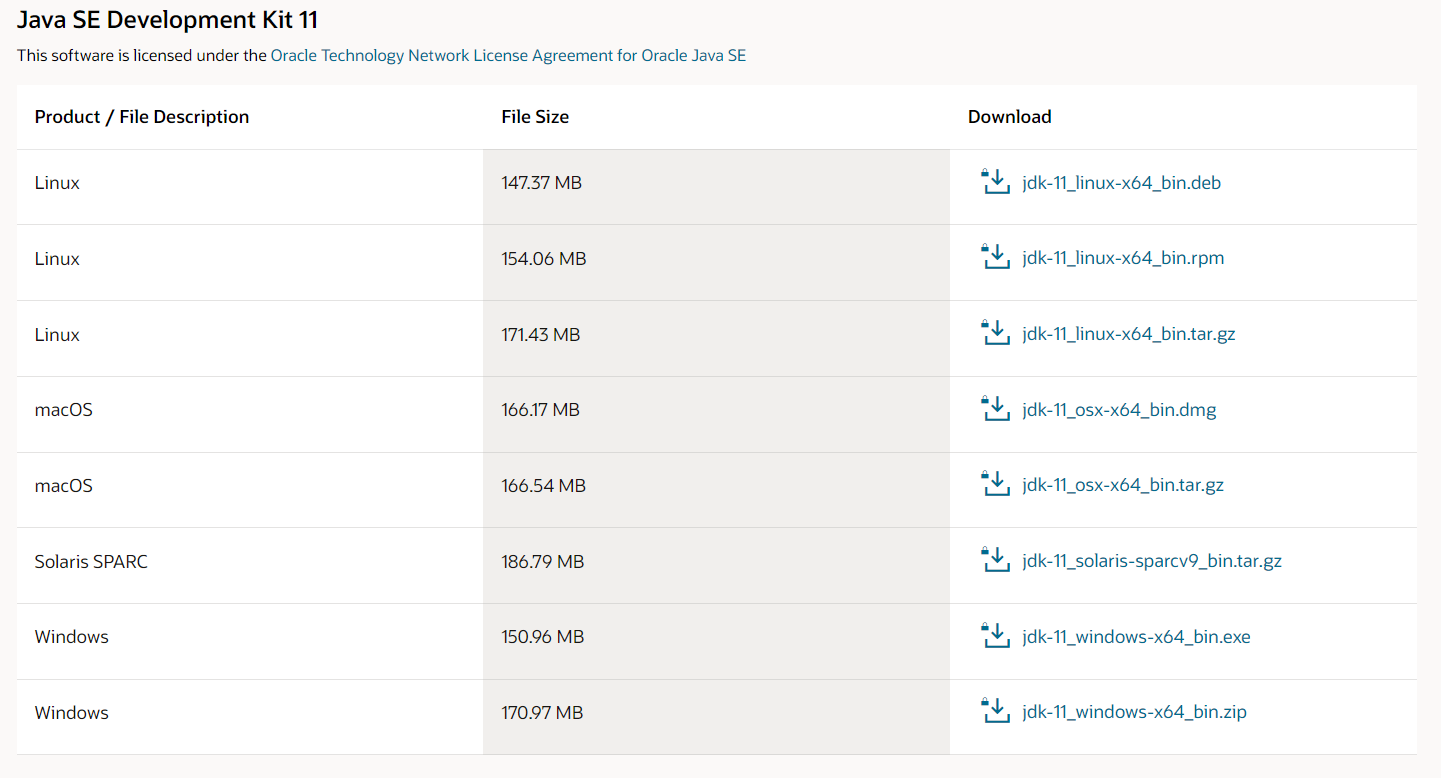 Java SE Development Kit 11
This software is licensed under the Oracle Technology Network License Agreement for Oracle Java SE
Product / File Description File Size Download
Linux 147.37 MB jdk-11_linux-x64_bin.deb
Linux 154.06 MB jdk-11_linux-x64_bin.rpm
Linux 171.43 MB jdk-11_linux-x64_bin.tar.gz
macOS 166.17 MB jdk-11_osx-x64_bin.dmg
macOS 166.54 MB jdk-11_osx-x64_bin.tar.gz
Solaris SPARC 186.79 MB jdk-11_solaris-sparcv9_bin.tar.gz
Windows 150.96 MB jdk-11_windows-x64_bin.exe
Windows 170.97 MB jdk-11_windows-x64_bin.zip